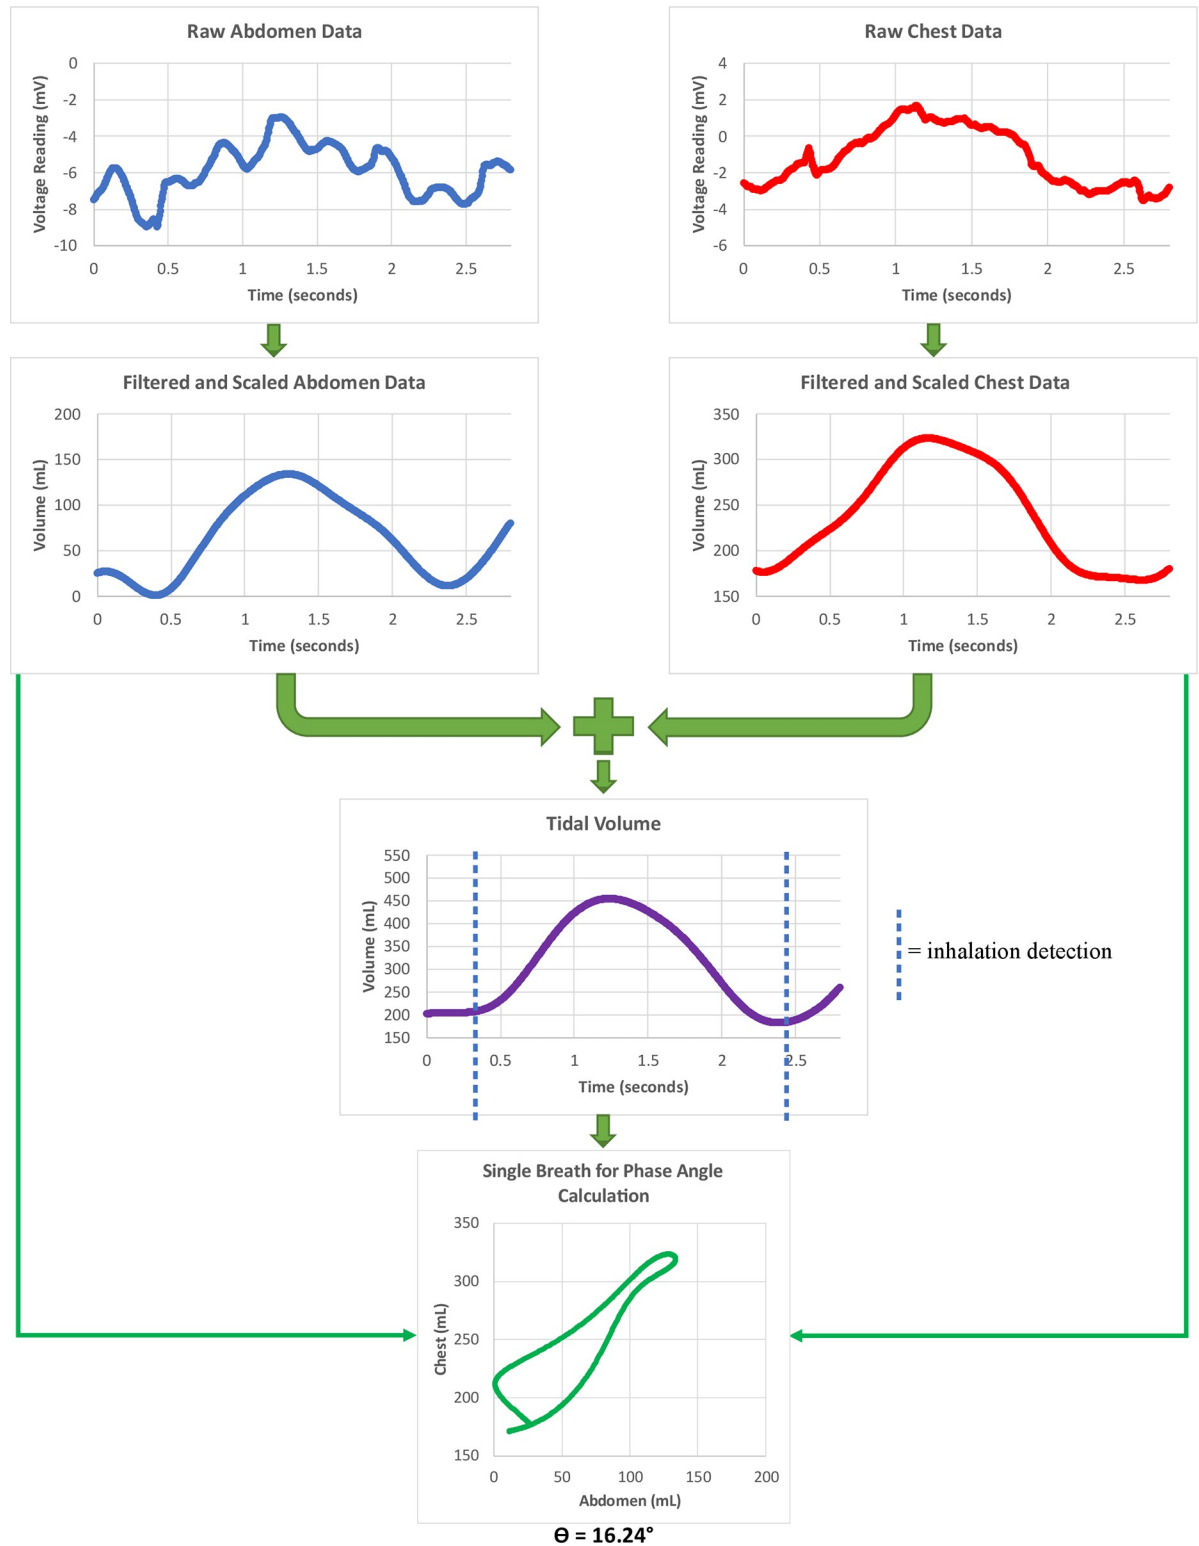 Raw Abdomen Data
Voltage Reading (mV)
0
-2
-4
-6
-8
-10
0 0.5 1 1.5 2 2.5
Time (seconds)
Raw Chest Data
Voltage Reading (mV)
4
2
0
-2
-4
-6
0 0.5 1 1.5 2 2.5
Time (seconds)
Filtered and Scaled Abdomen Data
Volume (mL)
200
150
100
50
0
0 0.5 1 1.5 2 2.5
Time (seconds)
Filtered and Scaled Chest Data
Volume (mL)
350
300
250
200
150
0 0.5 1 1.5 2 2.5
Time (seconds)
Tidal Volume
Volume (mL)
550
500
450
400
350
300
250
200
150
0 0.5 1 1.5 2 2.5
Time (seconds)
= inhalation detection
Single Breath for Phase Angle
Calculation
Chest (mL)
350
300
250
200
150
0 50 100 150 200
Abdomen (mL)
ϴ = 16.24°